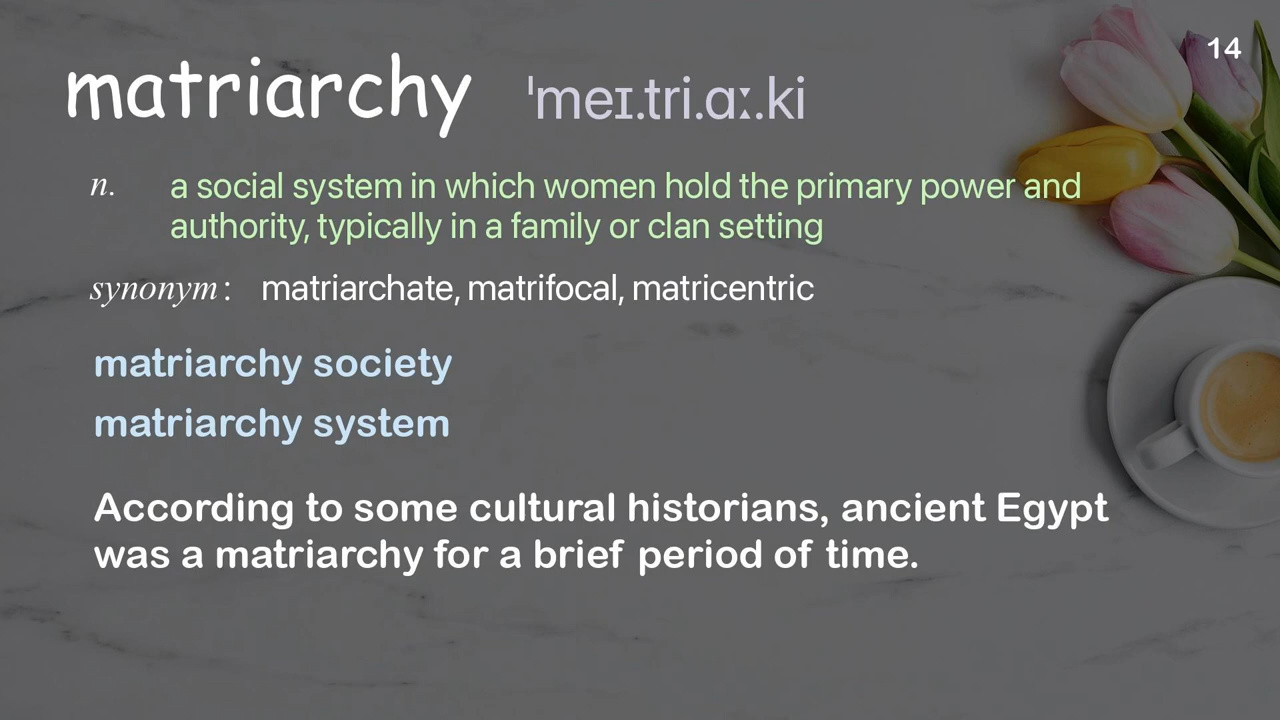 14
matriarchy ˈmeɪ.tri.ɑː.ki
n. a social system in which women hold the primary power and
authority, typically in a family or clan setting
synonym : matriarchate, matrifocal, matricentric
matriarchy society
matriarchy system
According to some cultural historians, ancient Egypt
was a matriarchy for a brief period of time.